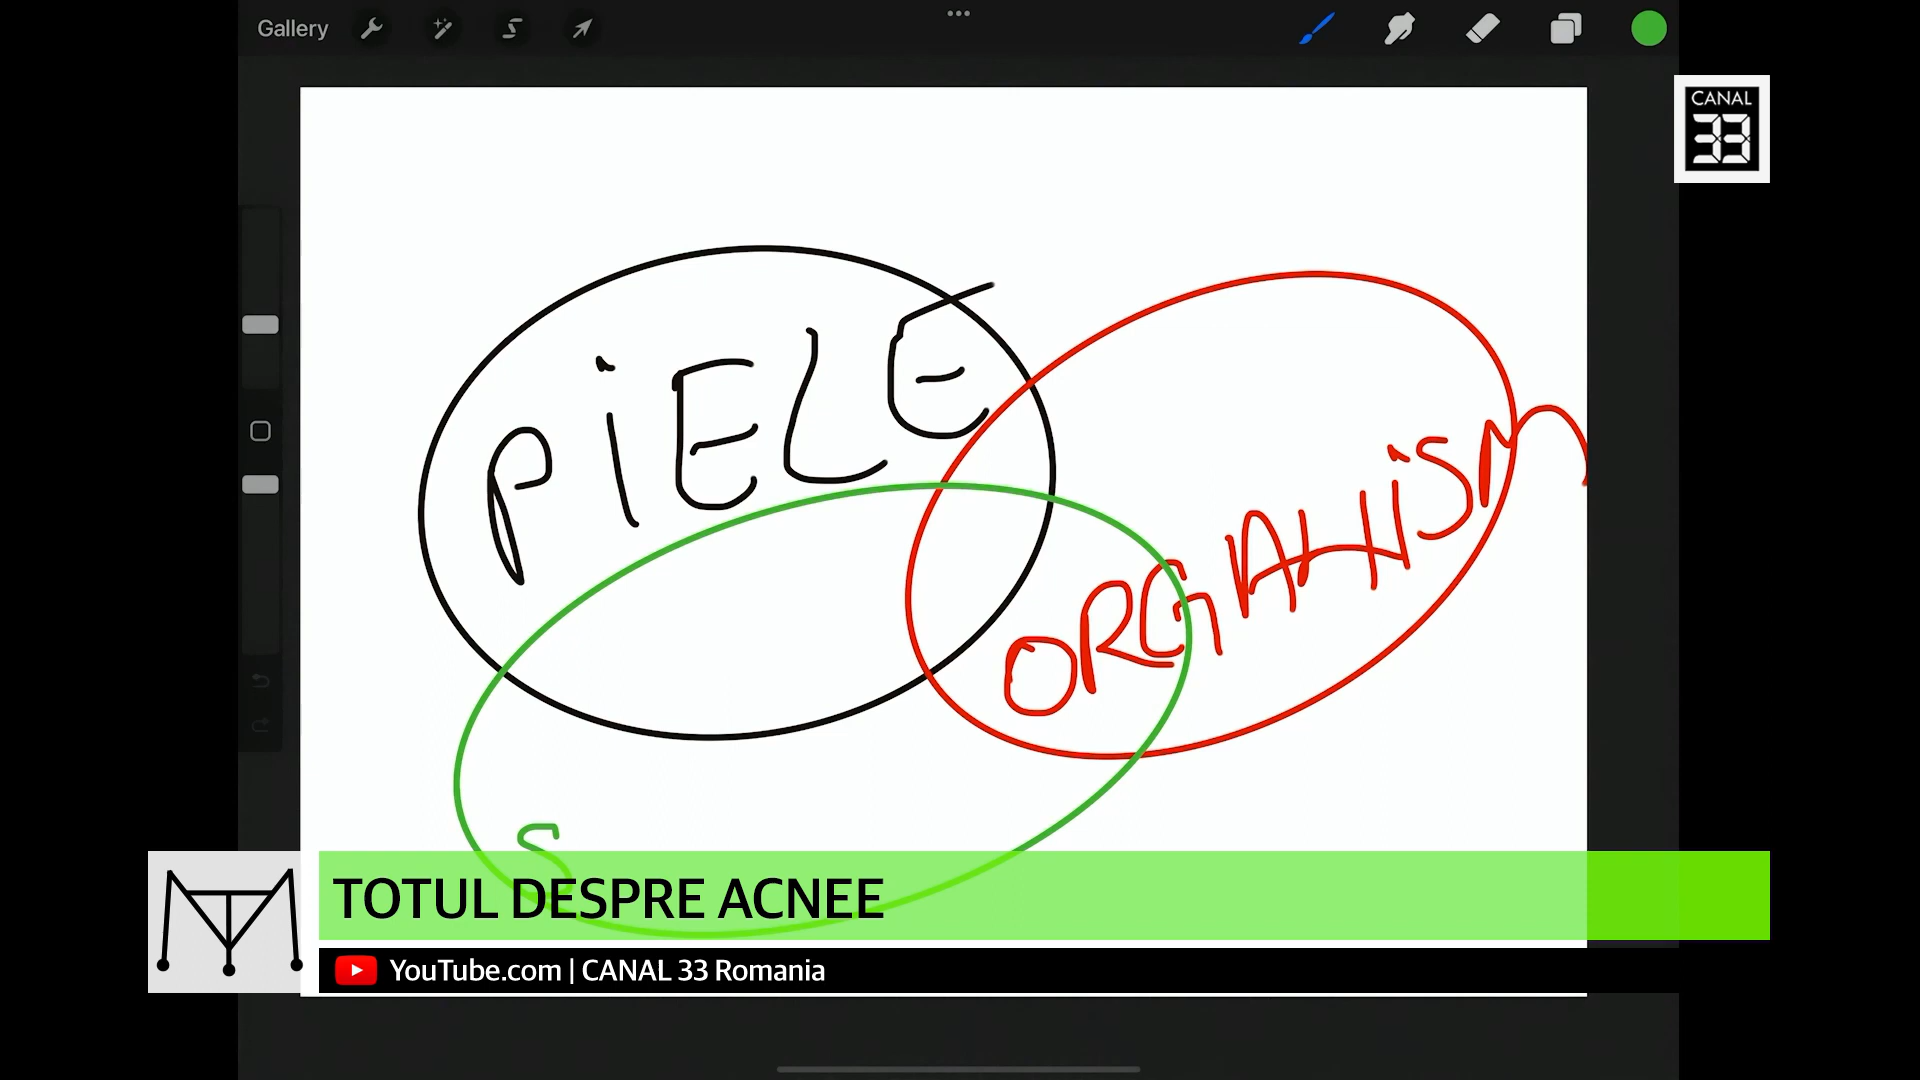 Gallery
CANAL
33
PiELE
ORGANiSM
S
TOTUL DESPRE ACNEE
YouTube.com | CANAL 33 Romania